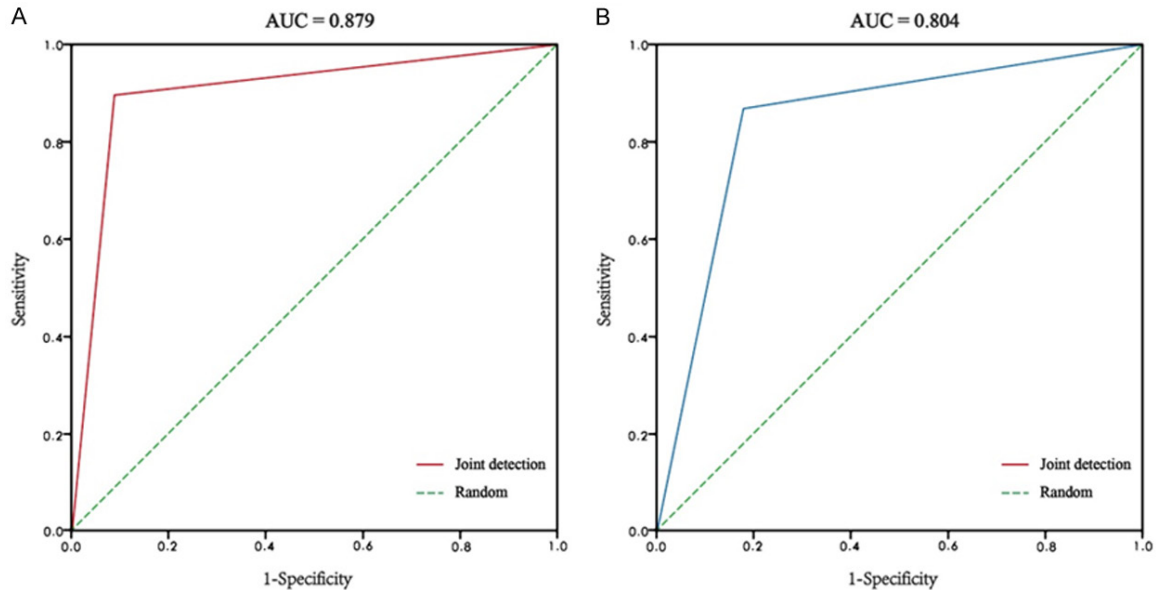 A
AUC = 0.879
1.0
0.8
0.6
0.4
0.2
0.0
Sensitivity
Joint detection
Random
0.0 0.2 0.4 0.6 0.8 1.0
1-Specificity
B
AUC = 0.804
1.0
0.8
0.6
0.4
0.2
0.0
Sensitivity
Joint detection
Random
0.0 0.2 0.4 0.6 0.8 1.0
1-Specificity